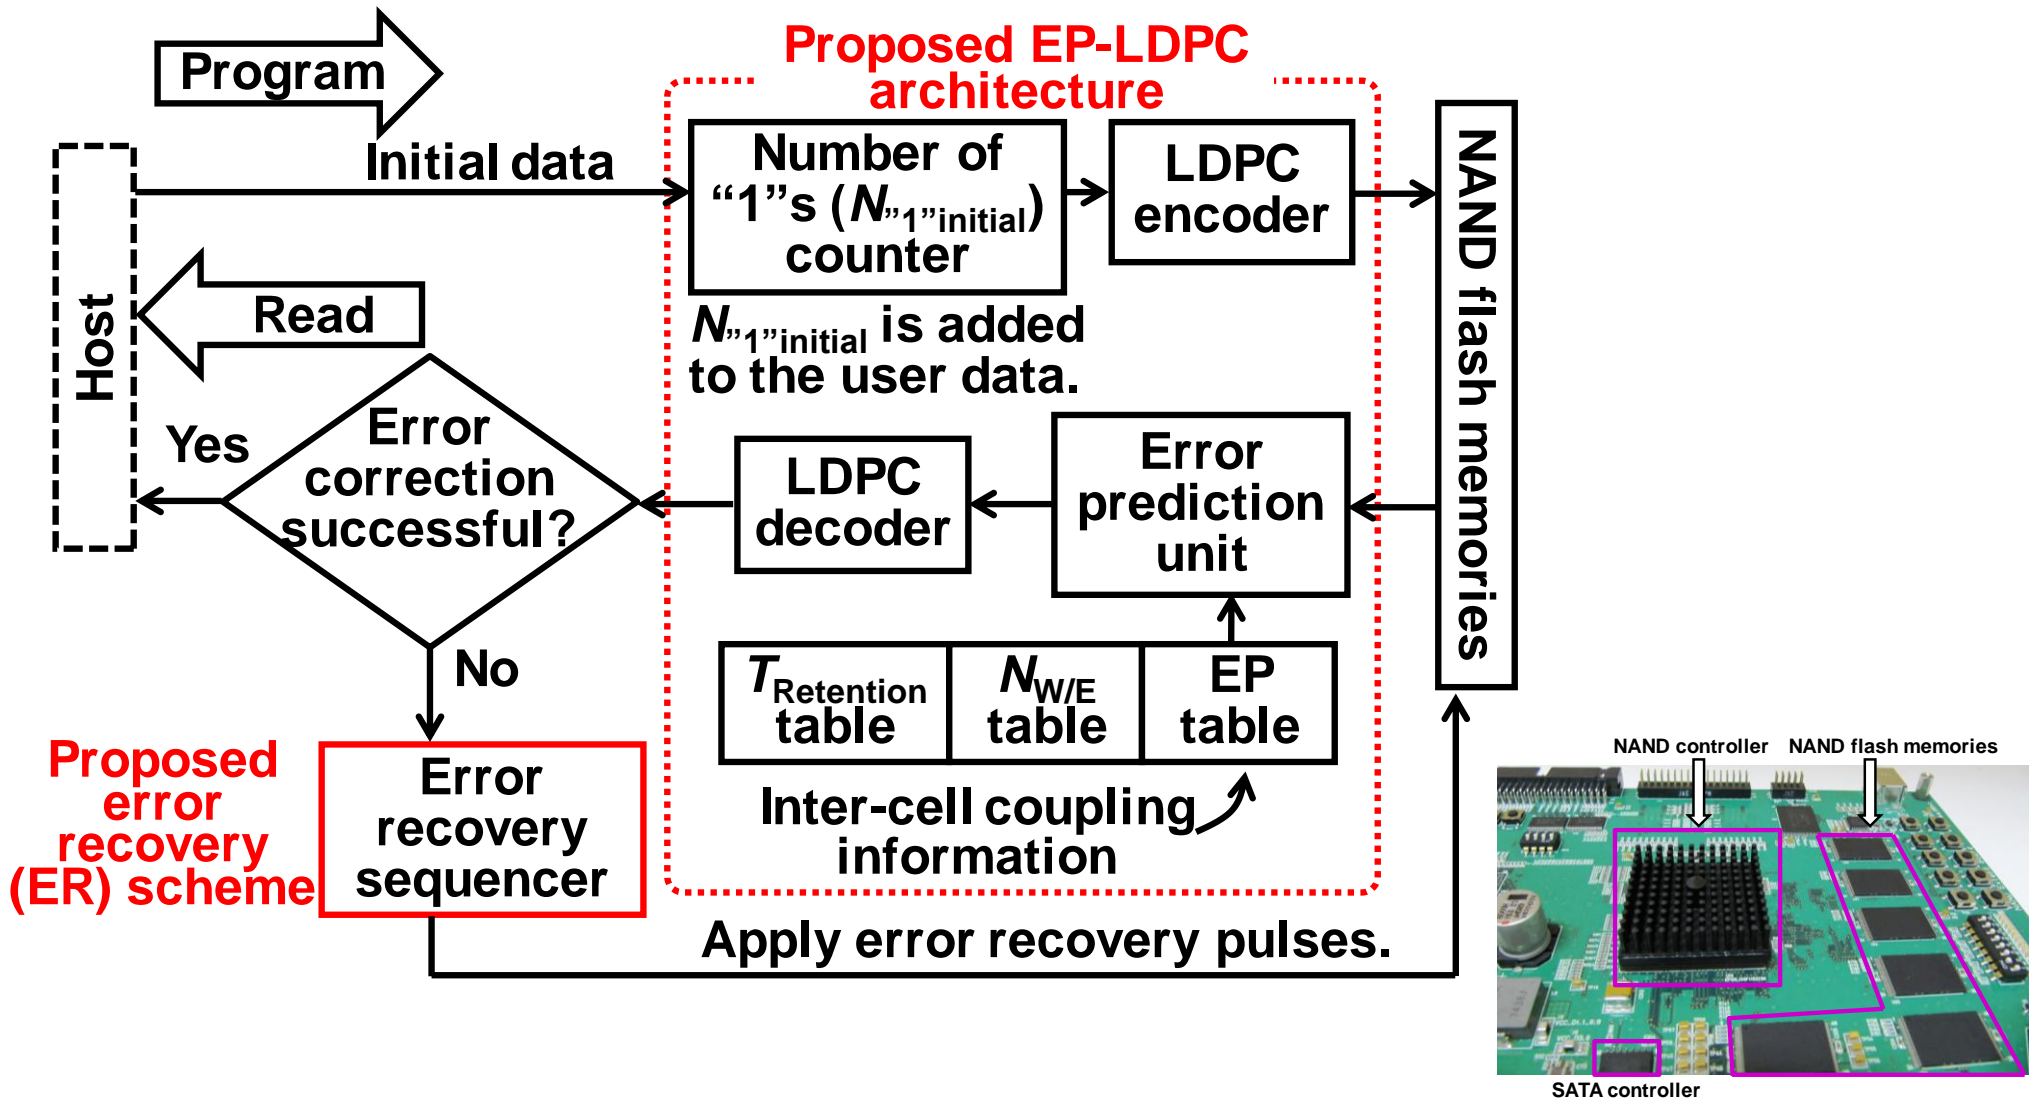 Proposed EP-LDPC
architecture
Program
Initial data
Number of
“1”s (N”1”initial)
counter
LDPC
encoder
NAND flash memories
Host
Read
N”1”initial is added
to the user data.
Yes
Error
correction
successful?
LDPC
decoder
Error
prediction
unit
No
TRetention
table
NW/E
table
EP
table
Inter-cell coupling
information
Proposed
error
recovery
(ER) scheme
Error
recovery
sequencer
Apply error recovery pulses.
NAND controller
NAND flash memories
SATA controller